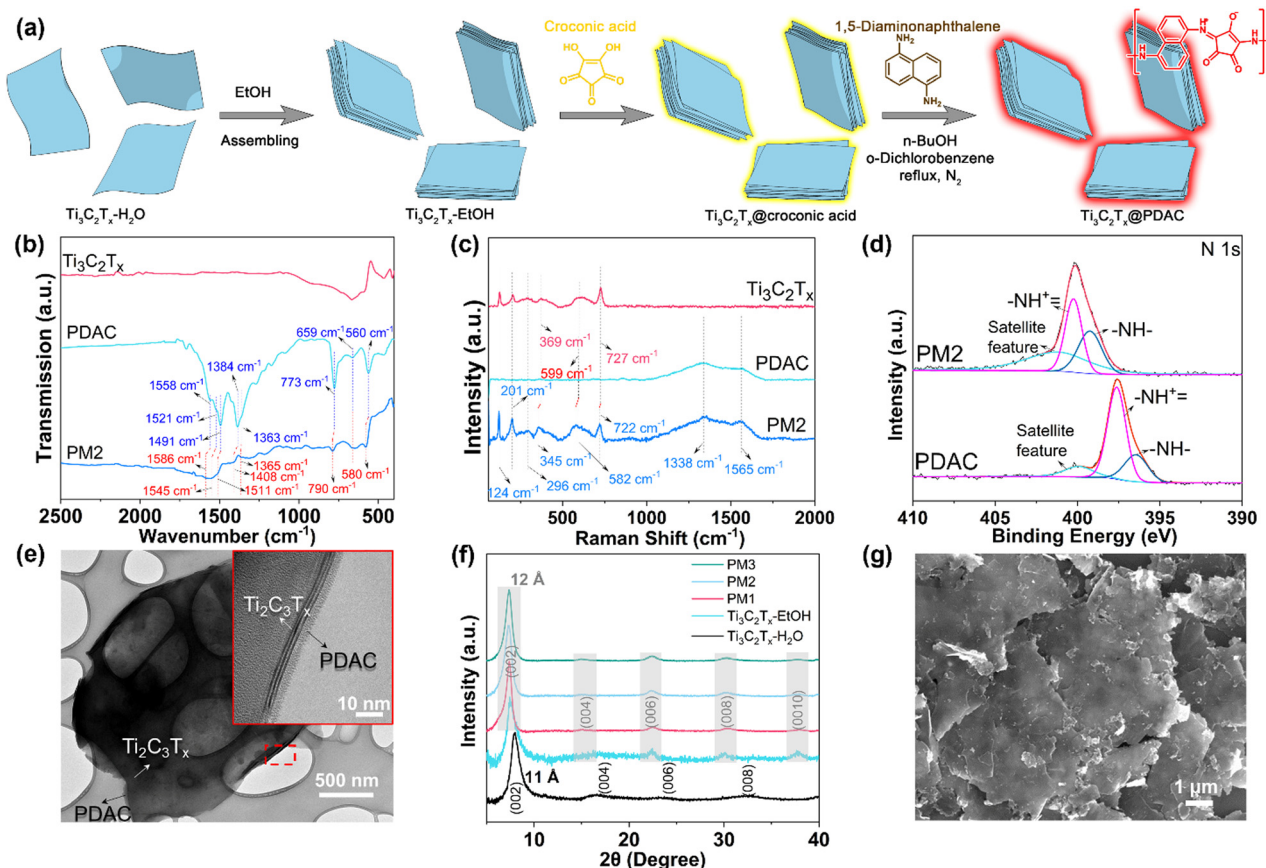 (a)
Croconic acid
HO
OH
O
O
O
1,5-Diaminonaphthalene
NH₂
NH₂
EtOH
Assembling
n-BuOH
o-Dichlorobenzene
reflux, N₂
Ti₃C₂Tₓ-H₂O
Ti₃C₂Tₓ-EtOH
Ti₃C₂Tₓ@croconic acid
Ti₃C₂Tₓ@PDAC
(b)
Ti₃C₂Tₓ
PDAC
PM2
659 cm⁻¹
560 cm⁻¹
1384 cm⁻¹
1558 cm⁻¹
773 cm⁻¹
1521 cm⁻¹
1491 cm⁻¹
1363 cm⁻¹
1586 cm⁻¹
1365 cm⁻¹
1408 cm⁻¹
580 cm⁻¹
1545 cm⁻¹
1511 cm⁻¹
790 cm⁻¹
Transmission (a.u.)
2000
1500
1000
500
Wavenumber (cm⁻¹)
(c)
Ti₃C₂Tₓ
369 cm⁻¹
727 cm⁻¹
599 cm⁻¹
PDAC
201 cm⁻¹
PM2
722 cm⁻¹
345 cm⁻¹
1338 cm⁻¹
1565 cm⁻¹
582 cm⁻¹
296 cm⁻¹
124 cm⁻¹
Intensity (a.u.)
500
1000
1500
2000
Raman Shift (cm⁻¹)
(d)
N 1s
-NH⁺=
-NH-
Satellite
feature
PM2
-NH⁺=
Satellite
feature
-NH-
PDAC
Intensity (a.u.)
410
405
400
395
390
Binding Energy (eV)
(e)
Ti₂C₃Tₓ
PDAC
10 nm
Ti₂C₃Tₓ
500 nm
PDAC
(f)
12 Å
PM3
PM2
PM1
Ti₃C₂Tₓ-EtOH
Ti₃C₂Tₓ-H₂O
(002)
(004)
(006)
(008)
(0010)
11 Å
(002)
(004)
(006)
(008)
Intensity (a.u.)
10
20
30
40
2θ (Degree)
(g)
1 μm